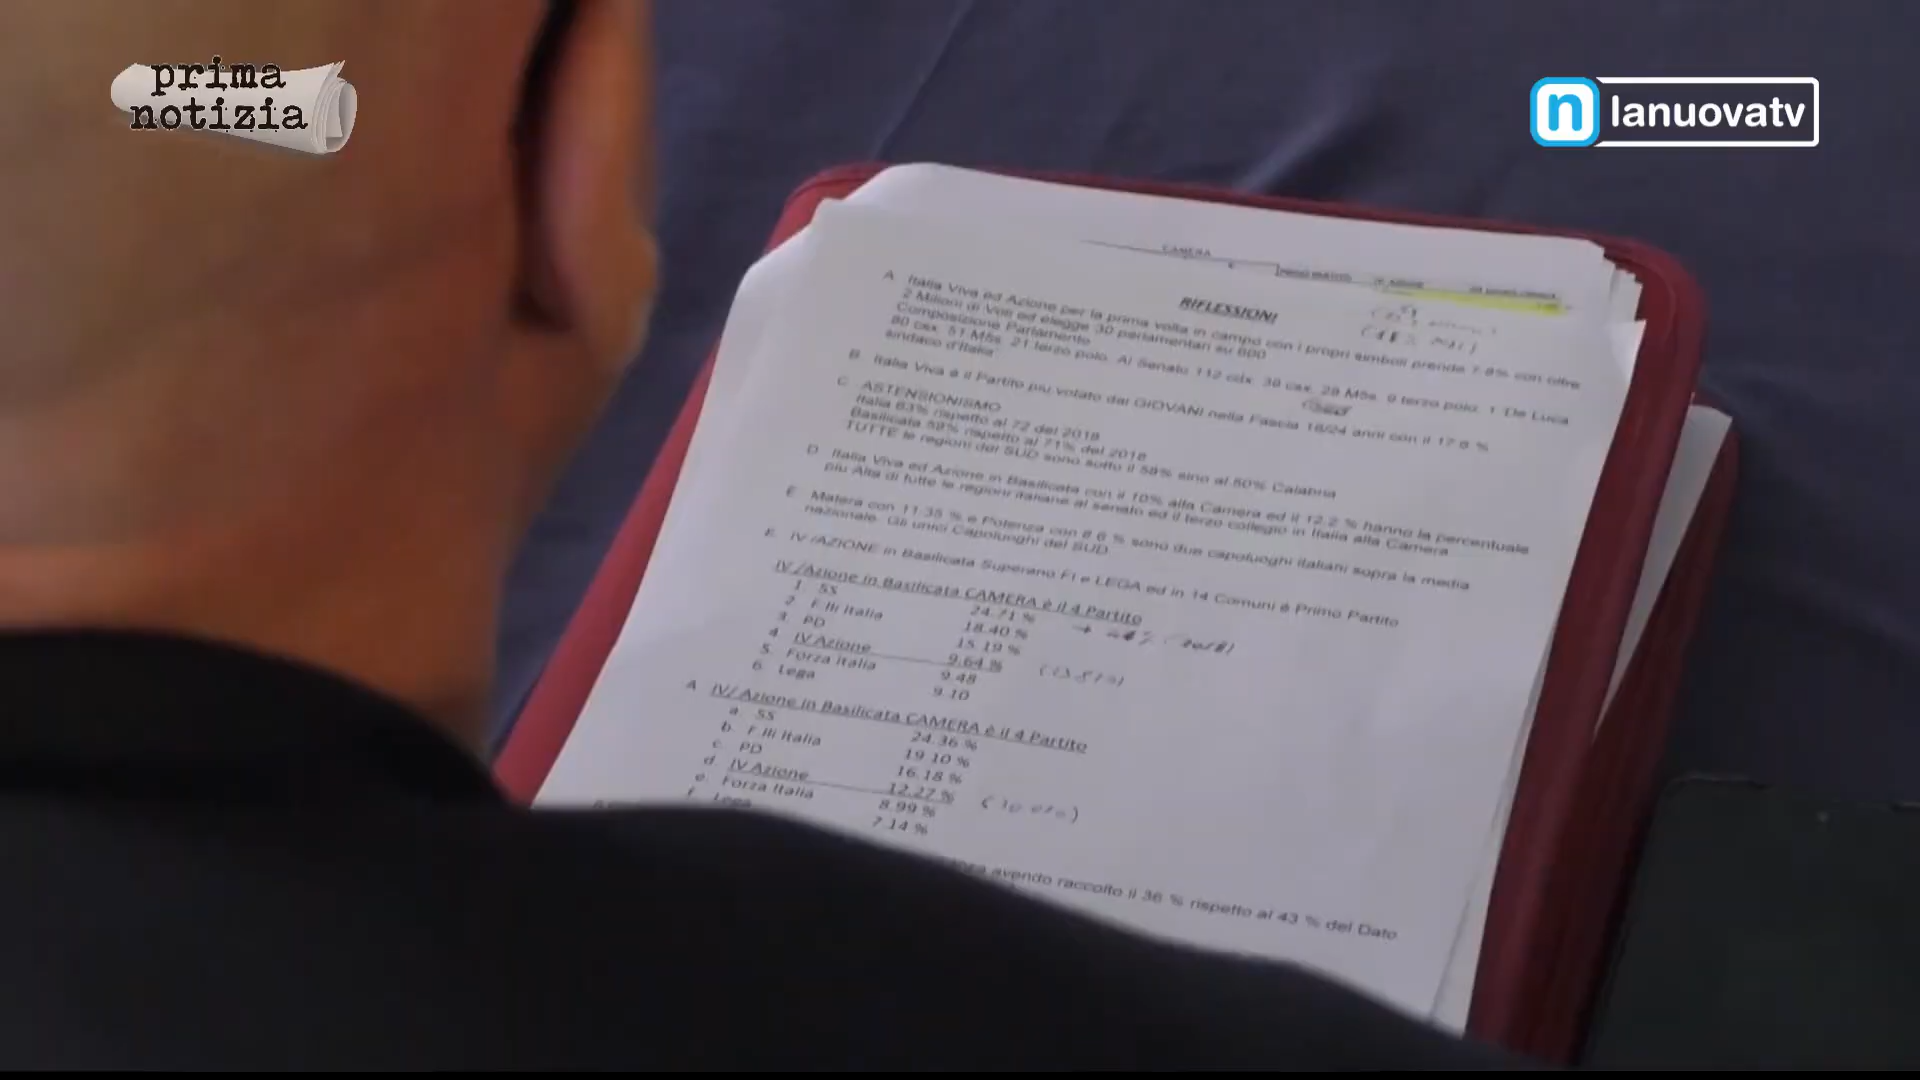 prima
notizia
n lanuovatv
CAMERA
RIFLESSIONI
A Italia Viva ed Azione per la prima volta in campo con i propri simboli prende 7.8% con oltre
2 Milioni di Voti ed elegge 30 parlamentari su 600
Composizione Parlamento
80 csx. 51 M5s. 21 terzo polo. Al Senato 112 cdx. 39 csx. 28 M5s. 9 terzo polo. 1 De Luca
sindaco d'Italia
B Italia Viva è il Partito piu votato dai GIOVANI nella Fascia 18/24 anni con il 17.6 %
C ASTENSIONISMO
Italia 63% rispetto al 72 del 2018
Basilicata 59% rispetto al 71% del 2018
TUTTE le regioni del SUD sono sotto il 58% sino al 50% Calabria
D Italia Viva ed Azione in Basilicata con il 10% alla Camera ed il 12.2 % hanno la percentuale
piu Alta di tutte le regioni italiane al senato ed il terzo collegio in Italia alla Camera
E Matera con 11.35 % e Potenza con 8.6 % sono due capoluoghi italiani sopra la media
nazionale. Gli unici Capoluoghi del SUD
F IV /AZIONE in Basilicata Superano FI e LEGA ed in 14 Comuni è Primo Partito
IV /Azione in Basilicata CAMERA è il 4 Partito
1. 5S 24.71 %
2. F.lli Italia 18.40 %
3. PD 15.19 %
4. IV Azione 9.64 %
5. Forza Italia 9.48
6. Lega 9.10
A IV/ Azione in Basilicata CAMERA è il 4 Partito
a. 5S 24.36 %
b. F.lli Italia 19.10 %
c. PD 16.18 %
d. IV Azione 12.27 %
e. Forza Italia 8.99 %
f. Lega 7.14 %
avendo raccolto il 36 % rispetto al 43 % del Dato